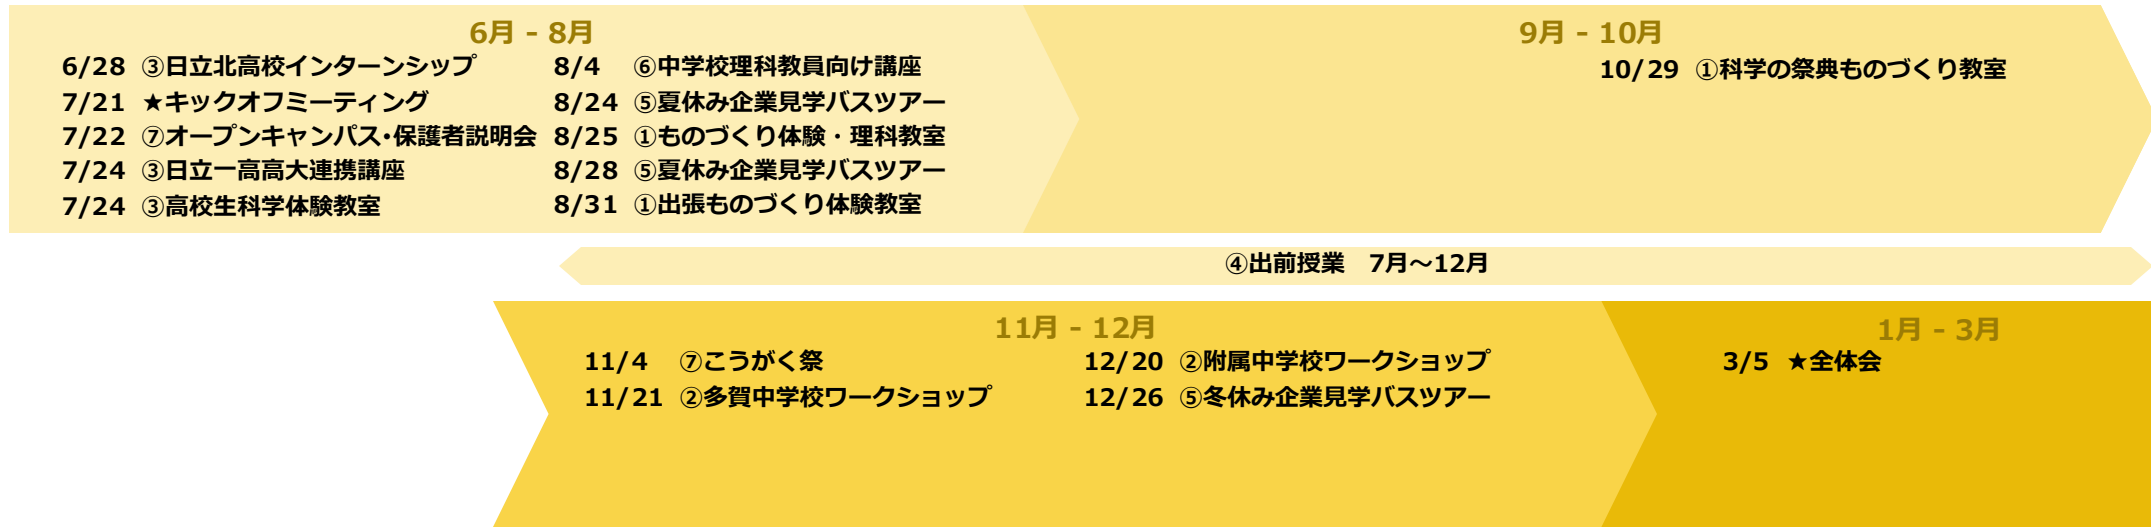 6月 - 8月
6/28 ③日立北高校インターンシップ
7/21 ★キックオフミーティング
7/22 ⑦オープンキャンパス・保護者説明会
7/24 ③日立一高高大連携講座
7/24 ③高校生科学体験教室
8/4 ⑥中学校理科教員向け講座
8/24 ⑤夏休み企業見学バスツアー
8/25 ①ものづくり体験・理科教室
8/28 ⑤夏休み企業見学バスツアー
8/31 ①出張ものづくり体験教室
9月 - 10月
10/29 ①科学の祭典ものづくり教室
④出前授業　7月～12月
11月 - 12月
11/4 ⑦こうがく祭
11/21 ②多賀中学校ワークショップ
12/20 ②附属中学校ワークショップ
12/26 ⑤冬休み企業見学バスツアー
1月 - 3月
3/5 ★全体会